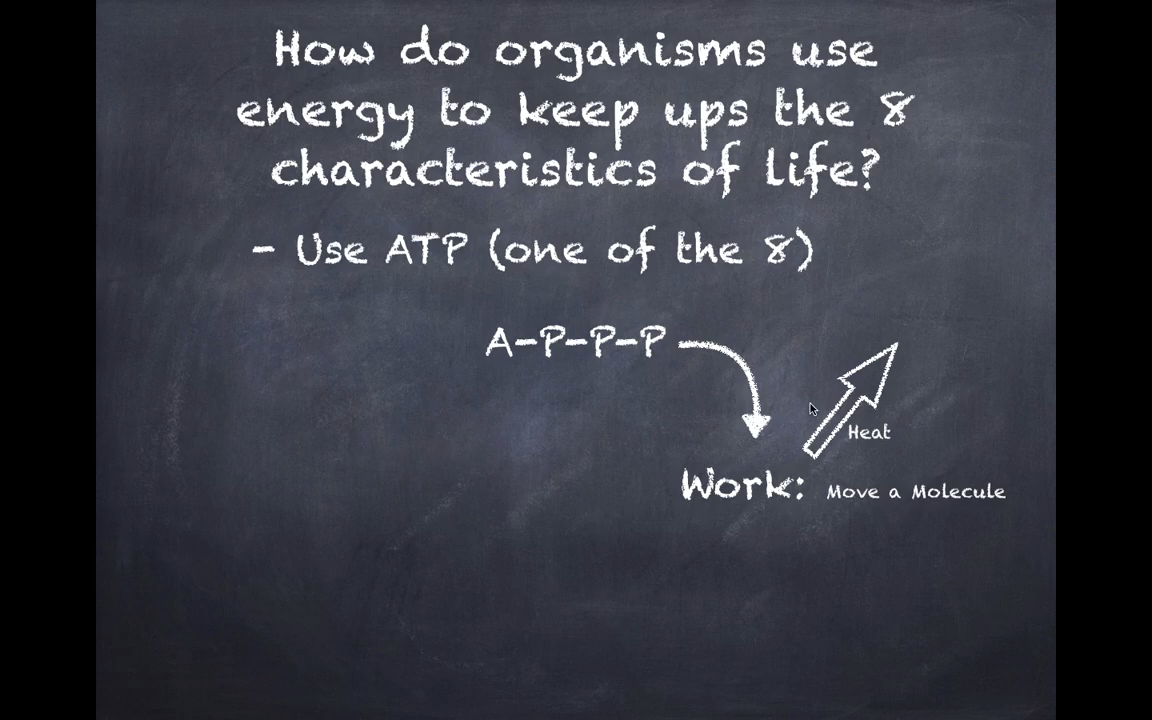 How do organisms use
energy to keep ups the 8
characteristics of life?
- Use ATP (one of the 8)
A-P-P-P
Heat
Work: Move a Molecule